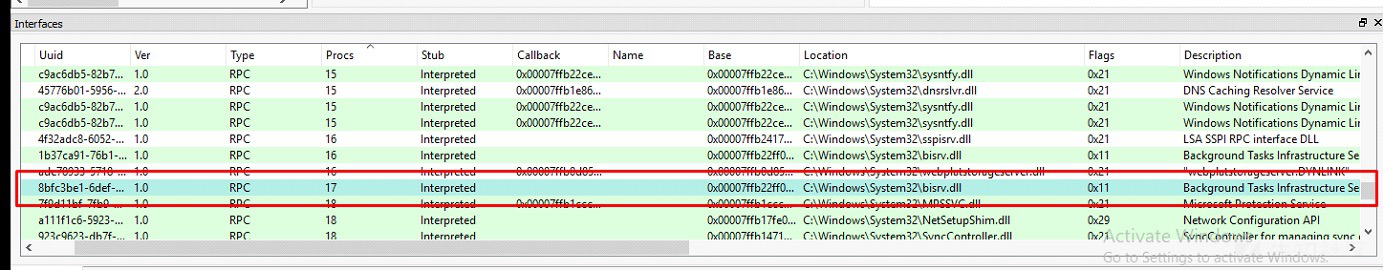 Interfaces
Uuid Ver Type Procs Stub Callback Name Base Location Flags Description
c9ac6db5-82b7... 1.0 RPC 15 Interpreted 0x00007ffb22ce... 0x00007ffb22ce... C:\Windows\System32\sysntfy.dll 0x21 Windows Notifications Dynamic Lir
45776b01-5956-... 2.0 RPC 15 Interpreted 0x00007ffb1e86... 0x00007ffb1e86... C:\Windows\System32\dnsrslvr.dll 0x21 DNS Caching Resolver Service
c9ac6db5-82b7... 1.0 RPC 15 Interpreted 0x00007ffb22ce... 0x00007ffb22ce... C:\Windows\System32\sysntfy.dll 0x21 Windows Notifications Dynamic Lir
c9ac6db5-82b7... 1.0 RPC 15 Interpreted 0x00007ffb22ce... 0x00007ffb22ce... C:\Windows\System32\sysntfy.dll 0x21 Windows Notifications Dynamic Lir
4f32adc8-6052-... 1.0 RPC 16 Interpreted 0x00007ffb2417... C:\Windows\System32\sspisrv.dll 0x21 LSA SSPI RPC interface DLL
1b37ca91-76b1-... 1.0 RPC 16 Interpreted 0x00007ffb22ff0... C:\Windows\System32\bisrv.dll 0x11 Background Tasks Infrastructure Se
1.0 RPC 16 Interpreted C:\Windows\System32\webplatstorageserver.dll 0x21 "webplatstorageserver.DYNLINK"
8bfc3be1-6def-... 1.0 RPC 17 Interpreted 0x00007ffb22ff0... C:\Windows\System32\bisrv.dll 0x11 Background Tasks Infrastructure Se
7f9d11bf-7fb9-... 1.0 RPC 18 Interpreted 0x00007ffb1ccc... 0x00007ffb1ccc... C:\Windows\System32\MPSSVC.dll 0x21 Microsoft Protection Service
a111f1c6-5923-... 1.0 RPC 18 Interpreted 0x00007ffb17fe0... C:\Windows\System32\NetSetupShim.dll 0x29 Network Configuration API
923c9623-db7f-... 1.0 RPC 18 Interpreted 0x00007ffb1471... C:\Windows\System32\SyncController.dll 0x21 SyncController for managing sync
Activate Windows
Go to Settings to activate Windows.